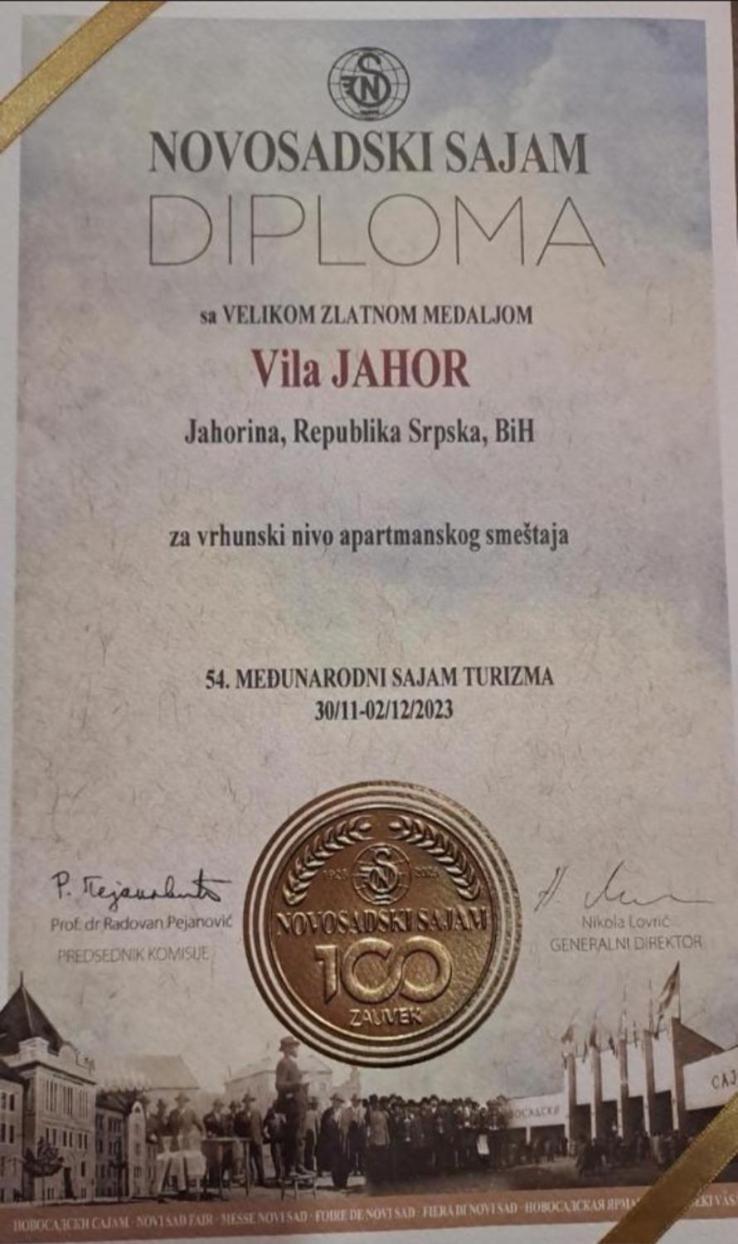 NOVOSADSKI SAJAM
DIPLOMA
sa VELIKOM ZLATNOM MEDALJOM
Vila JAHOR
Jahorina, Republika Srpska, BiH
za vrhunski nivo apartmanskog smeštaja
54. MEĐUNARODNI SAJAM TURIZMA
30/11-02/12/2023
Prof. dr Radovan Pejanović
PREDSEDNIK KOMISIJE
1923 2023
NOVOSADSKI SAJAM
100
ZAUVEK
Nikola Lovrić
GENERALNI DIREKTOR
САЈ
НОВОСАДСКИ САЈАМ · NOVI SAD FAIR · MESSE NOVI SAD · FOIRE DE NOVI SAD · FIERA DI NOVI SAD · НОВОСАДСКАЯ